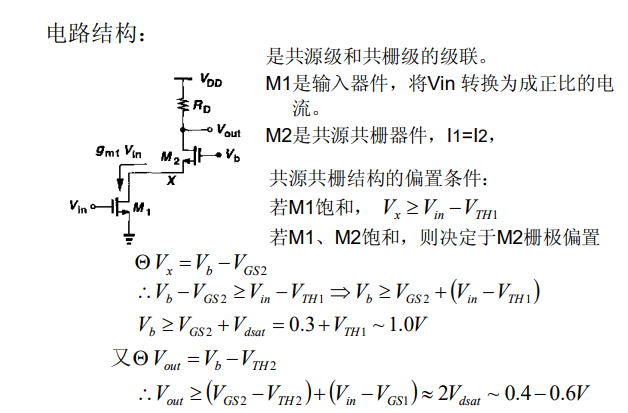 电路结构：
是共源级和共栅级的级联。
M1是输入器件，将Vin 转换为成正比的电
流。
M2是共源共栅器件，I1=I2，
共源共栅结构的偏置条件：
若M1饱和， V_x ≥ V_in − V_TH1
若M1、M2饱和，则决定于M2栅极偏置
V_DD
R_D
V_out
g_m1 V_in
M_2
V_b
X
V_in
M_1
Θ V_x = V_b − V_GS2
∴ V_b − V_GS2 ≥ V_in − V_TH1 ⇒ V_b ≥ V_GS2 + (V_in − V_TH1)
V_b ≥ V_GS2 + V_dsat = 0.3 + V_TH1 ~ 1.0V
又Θ V_out = V_b − V_TH2
∴ V_out ≥ (V_GS2 − V_TH2) + (V_in − V_GS1) ≈ 2V_dsat ~ 0.4 − 0.6V